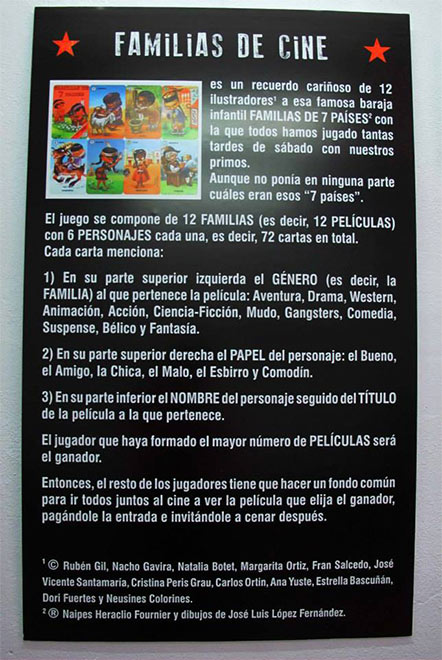 FAMILIAS DE CINE
es un recuerdo cariñoso de 12
ilustradores¹ a esa famosa baraja
infantil FAMILIAS DE 7 PAÍSES² con
la que todos hemos jugado tantas
tardes de sábado con nuestros
primos.
Aunque no ponía en ninguna parte
cuáles eran esos "7 países".
El juego se compone de 12 FAMILIAS (es decir, 12 PELÍCULAS)
con 6 PERSONAJES cada una, es decir, 72 cartas en total.
Cada carta menciona:
1) En su parte superior izquierda el GÉNERO (es decir, la
FAMILIA) al que pertenece la película: Aventura, Drama, Western,
Animación, Acción, Ciencia-Ficción, Mudo, Gangsters, Comedia,
Suspense, Bélico y Fantasía.
2) En su parte superior derecha el PAPEL del personaje: el Bueno,
el Amigo, la Chica, el Malo, el Esbirro y Comodín.
3) En su parte inferior el NOMBRE del personaje seguido del TÍTULO
de la película a la que pertenece.
El jugador que haya formado el mayor número de PELÍCULAS será
el ganador.
Entonces, el resto de los jugadores tiene que hacer un fondo común
para ir todos juntos al cine a ver la película que elija el ganador,
pagándole la entrada e invitándole a cenar después.
¹ © Rubén Gil, Nacho Gavira, Natalia Botet, Margarita Ortiz, Fran Salcedo, José
Vicente Santamaría, Cristina Peris Grau, Carlos Ortin, Ana Yuste, Estrella Bascuñán,
Dori Fuertes y Neusines Colorines.
² ® Naipes Heraclio Fournier y dibujos de José Luis López Fernández.